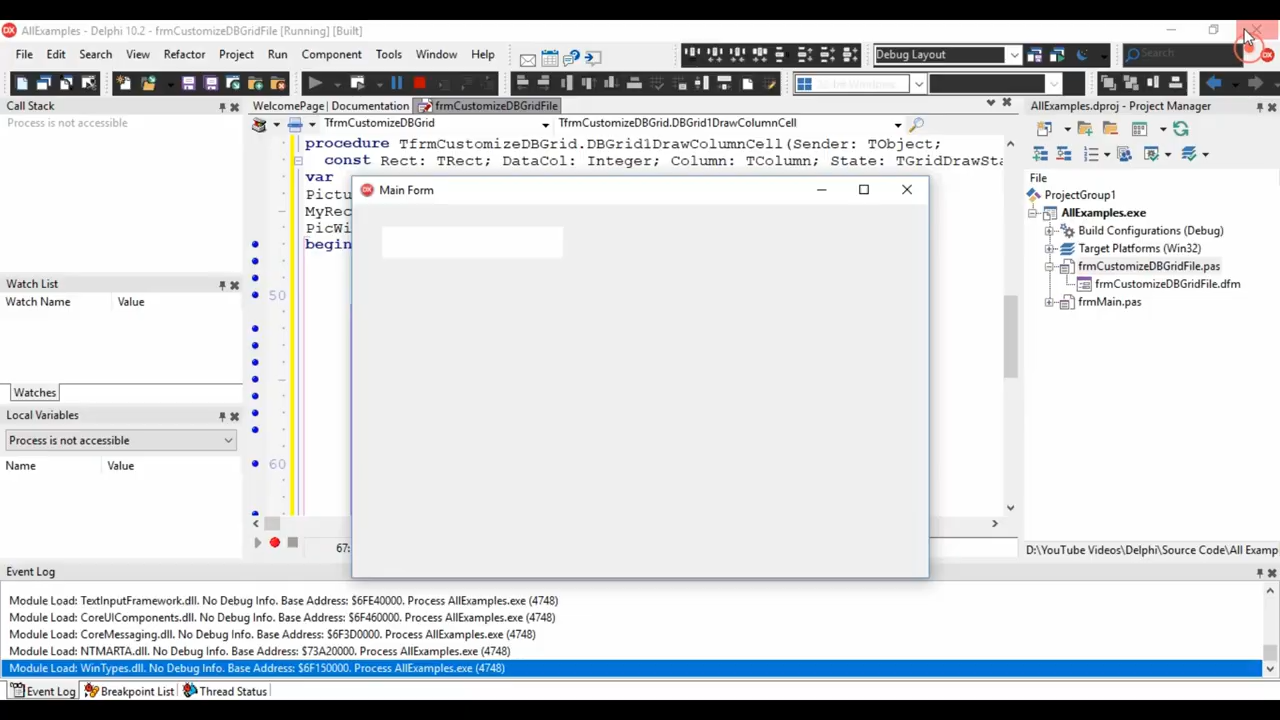 AllExamples - Delphi 10.2 - frmCustomizeDBGridFile [Running] [Built]
File Edit Search View Refactor Project Run Component Tools Window Help
Debug Layout
Search
Call Stack
Process is not accessible
WelcomePage Documentation frmCustomizeDBGridFile
TfrmCustomizeDBGrid TfrmCustomizeDBGrid.DBGrid1DrawColumnCell
procedure TfrmCustomizeDBGrid.DBGrid1DrawColumnCell(Sender: TObject;
const Rect: TRect; DataCol: Integer; Column: TColumn; State: TGridDrawSta
var
Pictu
MyRec
PicWi
begin
50
60
67:
Main Form
Watch List
Watch Name Value
Watches
Local Variables
Process is not accessible
Name Value
AllExamples.dproj - Project Manager
File
ProjectGroup1
AllExamples.exe
Build Configurations (Debug)
Target Platforms (Win32)
frmCustomizeDBGridFile.pas
frmCustomizeDBGridFile.dfm
frmMain.pas
D:\YouTube Videos\Delphi\Source Code\All Examp
Event Log
Module Load: TextInputFramework.dll. No Debug Info. Base Address: $6FE40000. Process AllExamples.exe (4748)
Module Load: CoreUIComponents.dll. No Debug Info. Base Address: $6F460000. Process AllExamples.exe (4748)
Module Load: CoreMessaging.dll. No Debug Info. Base Address: $6F3D0000. Process AllExamples.exe (4748)
Module Load: NTMARTA.dll. No Debug Info. Base Address: $73A20000. Process AllExamples.exe (4748)
Module Load: WinTypes.dll. No Debug Info. Base Address: $6F150000. Process AllExamples.exe (4748)
Event Log Breakpoint List Thread Status